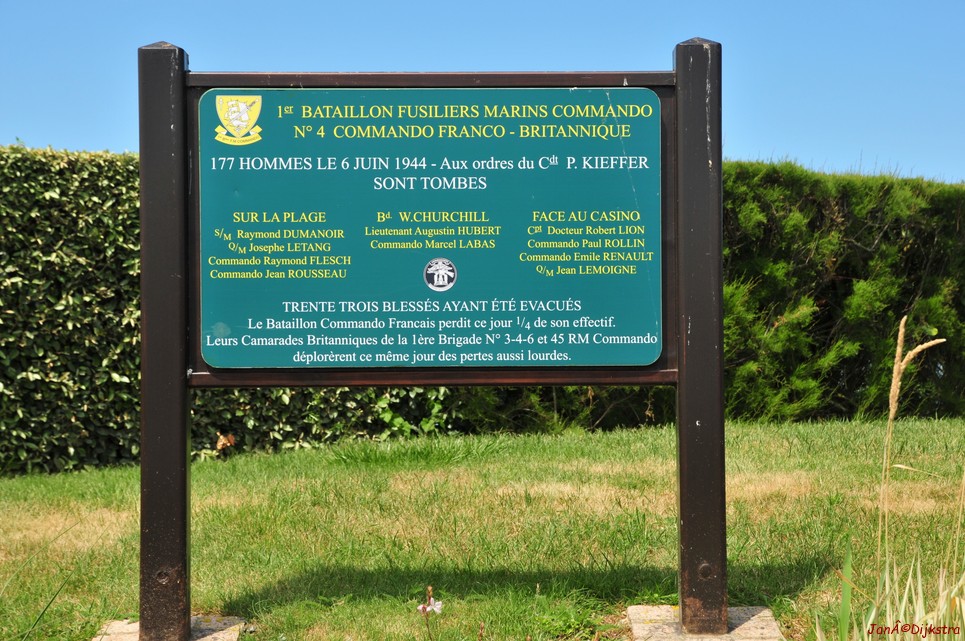 1er BATAILLON FUSILIERS MARINS COMMANDO
N° 4 COMMANDO FRANCO - BRITANNIQUE
177 HOMMES LE 6 JUIN 1944 - Aux ordres du Cdt P. KIEFFER
SONT TOMBES
SUR LA PLAGE
S/M Raymond DUMANOIR
Q/M Josephe LETANG
Commando Raymond FLESCH
Commando Jean ROUSSEAU
Bd. W.CHURCHILL
Lieutenant Augustin HUBERT
Commando Marcel LABAS
FACE AU CASINO
Cpt Docteur Robert LION
Commando Paul ROLLIN
Commando Emile RENAULT
Q/M Jean LEMOIGNE
TRENTE TROIS BLESSÉS AYANT ÉTÉ EVACUÉS
Le Bataillon Commando Francais perdit ce jour 1/4 de son effectif.
Leurs Camarades Britanniques de la 1ère Brigade N° 3-4-6 et 45 RM Commando
déplorèrent ce même jour des pertes aussi lourdes.
JanÂ©Dijkstra